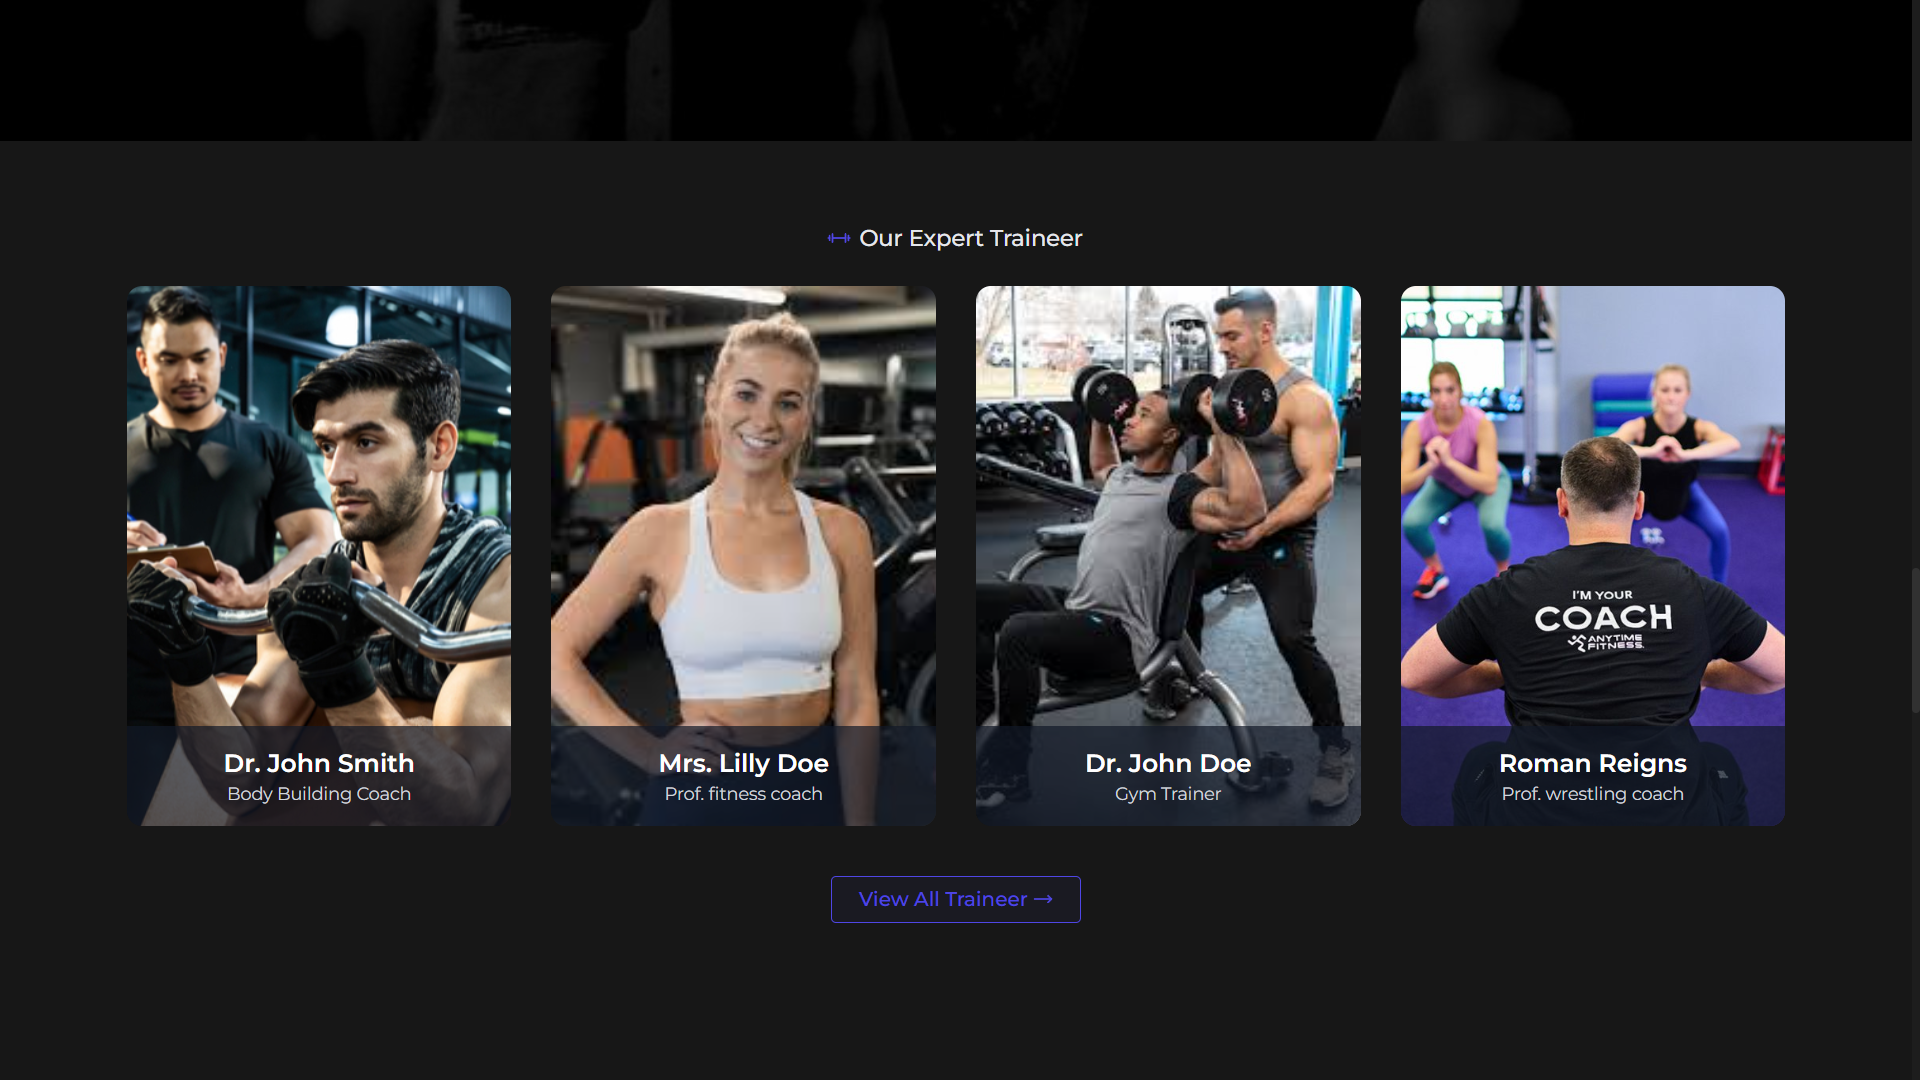 Our Expert Traineer
I'M YOUR
COACH
ANYTIME
FITNESS.
Dr. John Smith
Body Building Coach
Mrs. Lilly Doe
Prof. fitness coach
Dr. John Doe
Gym Trainer
Roman Reigns
Prof. wrestling coach
View All Traineer →